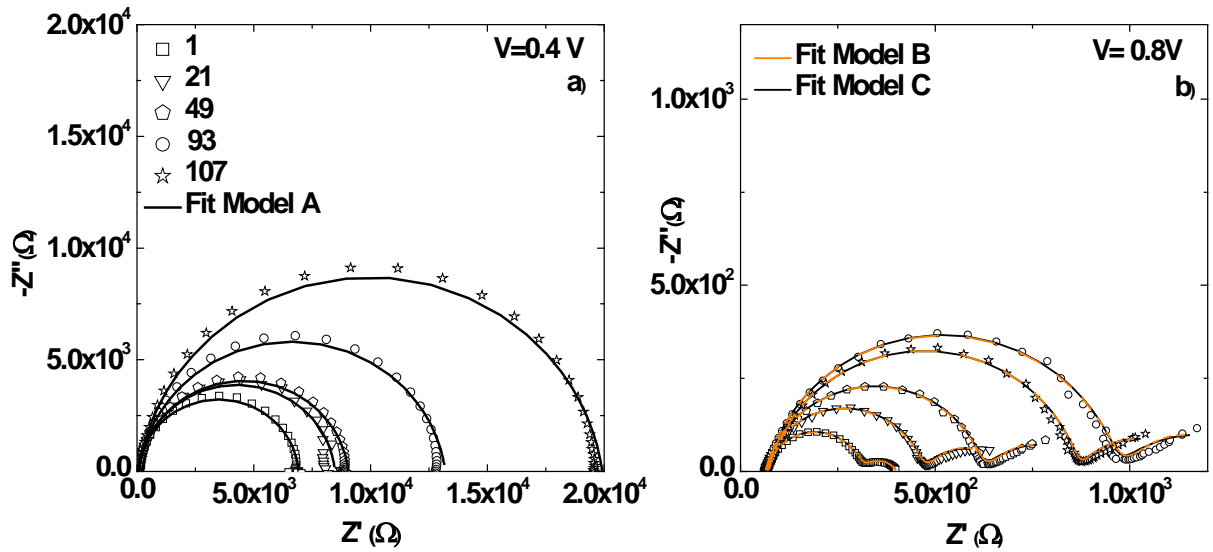 2.0x10⁴
1.5x10⁴
1.0x10⁴
5.0x10³
0.0
-Z''(Ω)
1
21
49
93
107
Fit Model A
V=0.4 V
a)
0.0
5.0x10³
1.0x10⁴
1.5x10⁴
2.0x10⁴
Z' (Ω)
1.0x10³
5.0x10²
0.0
-Z''(Ω)
Fit Model B
Fit Model C
V= 0.8V
b)
0.0
5.0x10²
1.0x10³
Z' (Ω)